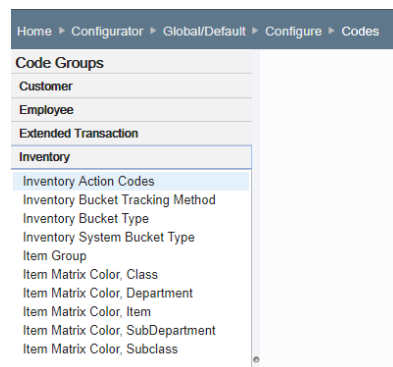 Home ▶ Configurator ▶ Global/Default ▶ Configure ▶ Codes
Code Groups
Customer
Employee
Extended Transaction
Inventory
Inventory Action Codes
Inventory Bucket Tracking Method
Inventory Bucket Type
Inventory System Bucket Type
Item Group
Item Matrix Color, Class
Item Matrix Color, Department
Item Matrix Color, Item
Item Matrix Color, SubDepartment
Item Matrix Color, Subclass